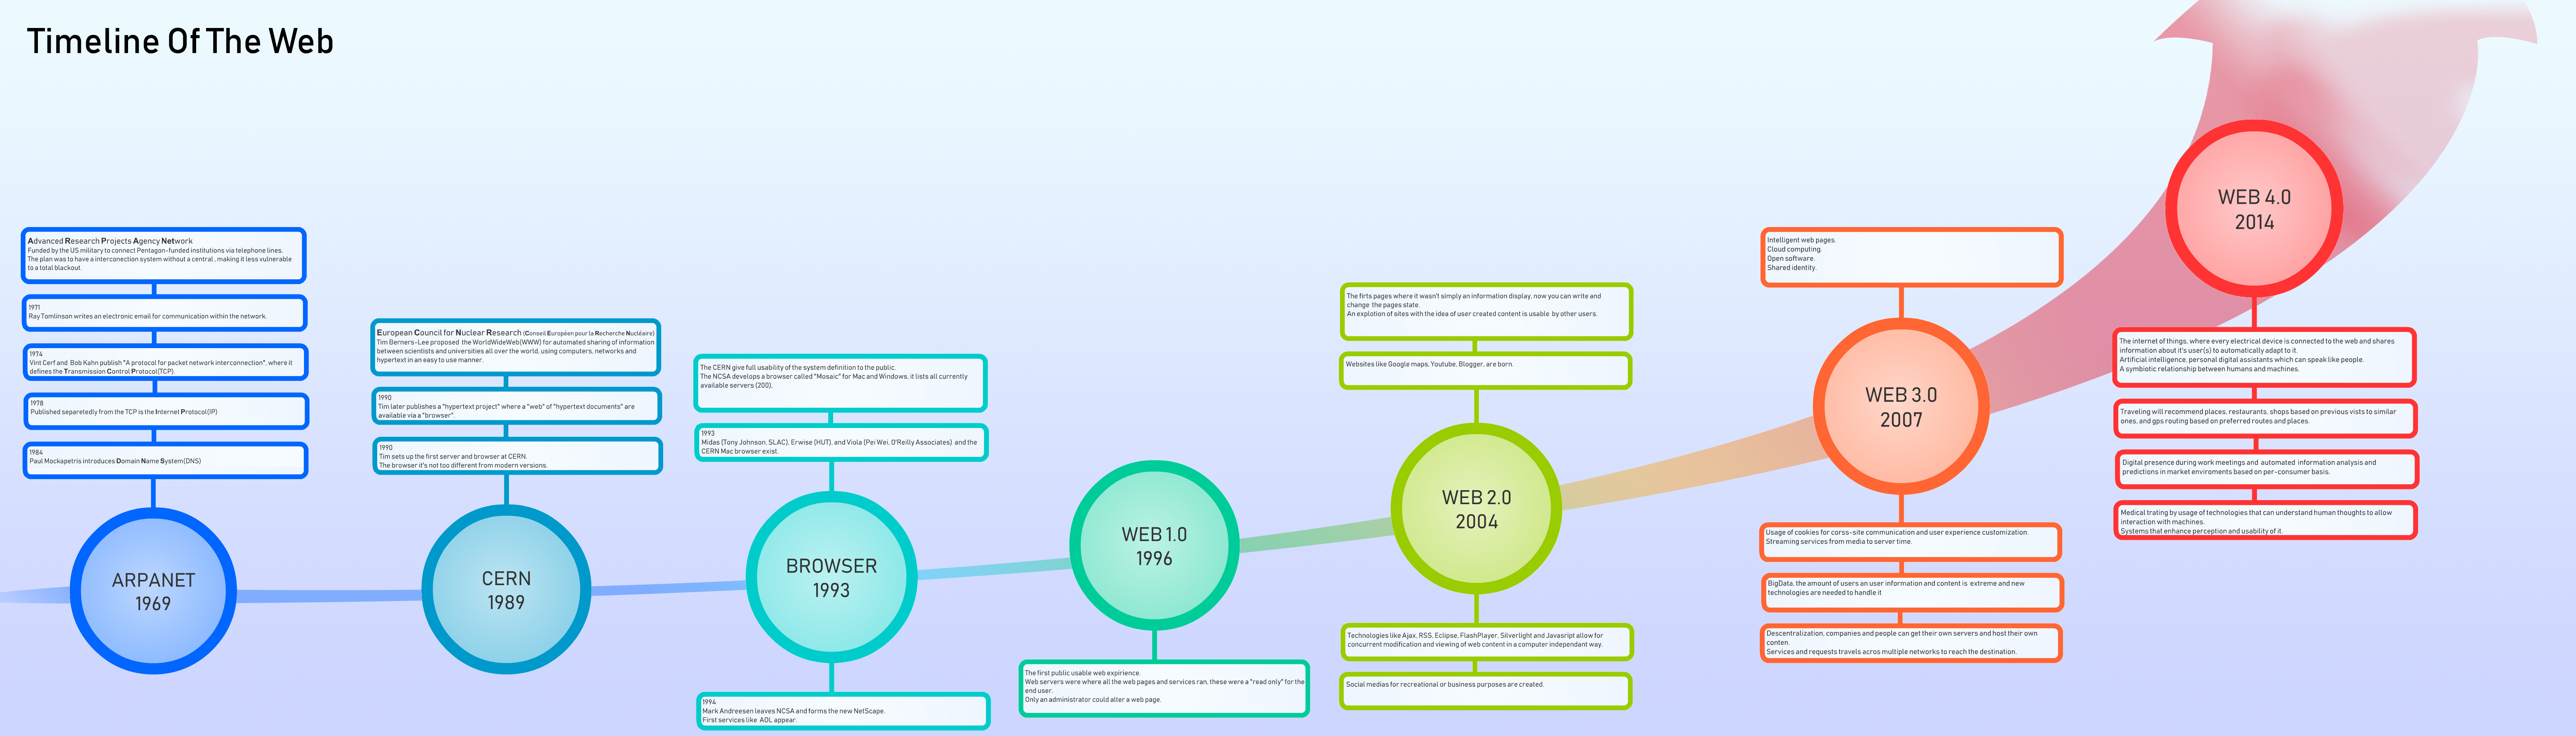 Timeline Of The Web
Advanced Research Projects Agency Network
Funded by the US military to connect Pentagon-funded institutions via telephone lines.
The plan was to have a interconection system without a central , making it less vulnerable
to a total blackout.
1971
Ray Tomlinson writes an electronic email for communication within the network.
1974
Vint Cerf and Bob Kahn publish "A protocol for packet network interconnection", where it
defines the Transmission Control Protocol(TCP).
1978
Published separetedly from the TCP is the Internet Protocol(IP)
1984
Paul Mockapetris introduces Domain Name System(DNS)
ARPANET
1969
European Council for Nuclear Research (Conseil Européen pour la Recherche Nucléaire)
Tim Berners-Lee proposed the WorldWideWeb(WWW) for automated sharing of information
between scientists and universities all over the world, using computers, networks and
hypertext in an easy to use manner.
1990
Tim later publishes a "hypertext project" where a "web" of "hypertext documents" are
available via a "browser".
1990
Tim sets up the first server and browser at CERN.
The browser it's not too different from modern versions.
CERN
1989
The CERN give full usability of the system definition to the public.
The NCSA develops a browser called "Mosaic" for Mac and Windows, it lists all currently
available servers (200),
1993
Midas (Tony Johnson, SLAC), Erwise (HUT), and Viola (Pei Wei, O'Reilly Associates) and the
CERN Mac browser exist.
BROWSER
1993
1994
Mark Andreesen leaves NCSA and forms the new NetScape.
First services like AOL appear.
WEB 1.0
1996
The first public usable web expirience.
Web servers were where all the web pages and services ran, these were a "read only" for the
end user.
Only an administrator could alter a web page.
The firts pages where it wasn't simply an information display, now you can write and
change the pages state.
An explotion of sites with the idea of user created content is usable by other users.
Websites like Google maps, Youtube, Blogger, are born.
WEB 2.0
2004
Technologies like Ajax, RSS, Eclipse, FlashPlayer, Silverlight and Javasript allow for
concurrent modification and viewing of web content in a computer independant way.
Social medias for recreational or business purposes are created.
Intelligent web pages.
Cloud computing.
Open software.
Shared identity.
WEB 3.0
2007
Usage of cookies for corss-site communication and user experience customization.
Streaming services from media to server time.
BigData, the amount of users an user information and content is extreme and new
technologies are needed to handle it
Descentralization, companies and people can get their own servers and host their own
conten.
Services and requests travels acros multiple networks to reach the destination.
WEB 4.0
2014
The internet of things, where every electrical device is connected to the web and shares
information about it's user(s) to automatically adapt to it.
Artificial intelligence, personal digital assistants which can speak like people.
A symbiotic relationship between humans and machines.
Traveling will recommend places, restaurants, shops based on previous vists to similar
ones, and gps routing based on preferred routes and places.
Digital presence during work meetings and automated information analysis and
predictions in market enviroments based on per-consumer basis.
Medical trating by usage of technologies that can understand human thoughts to allow
interaction with machines.
Systems that enhance perception and usability of it.